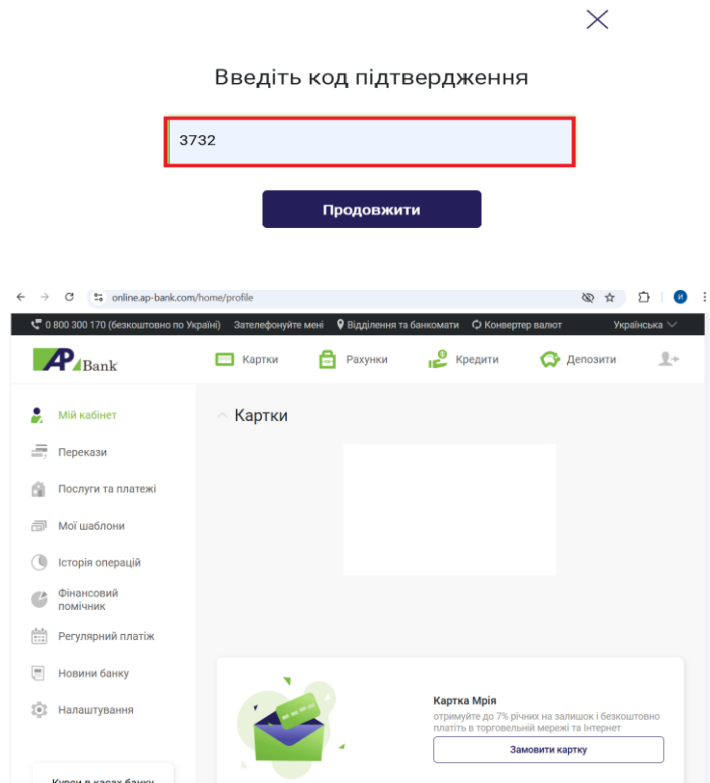 Введіть код підтвердження
3732
Продовжити
online.ap-bank.com/home/profile
И
0 800 300 170 (безкоштовно по Україні) Зателефонуйте мені Відділення та банкомати Конвертер валют Українська
AP Bank Картки Рахунки Кредити Депозити
Мій кабінет
Картки
Перекази
Послуги та платежі
Мої шаблони
Історія операцій
Фінансовий
помічник
Регулярний платіж
Новини банку
Налаштування
Картка Мрія
отримуйте до 7% річних на залишок і безкоштовно
платіть в торговельній мережі та Інтернет
Замовити картку
Курси в касах банку